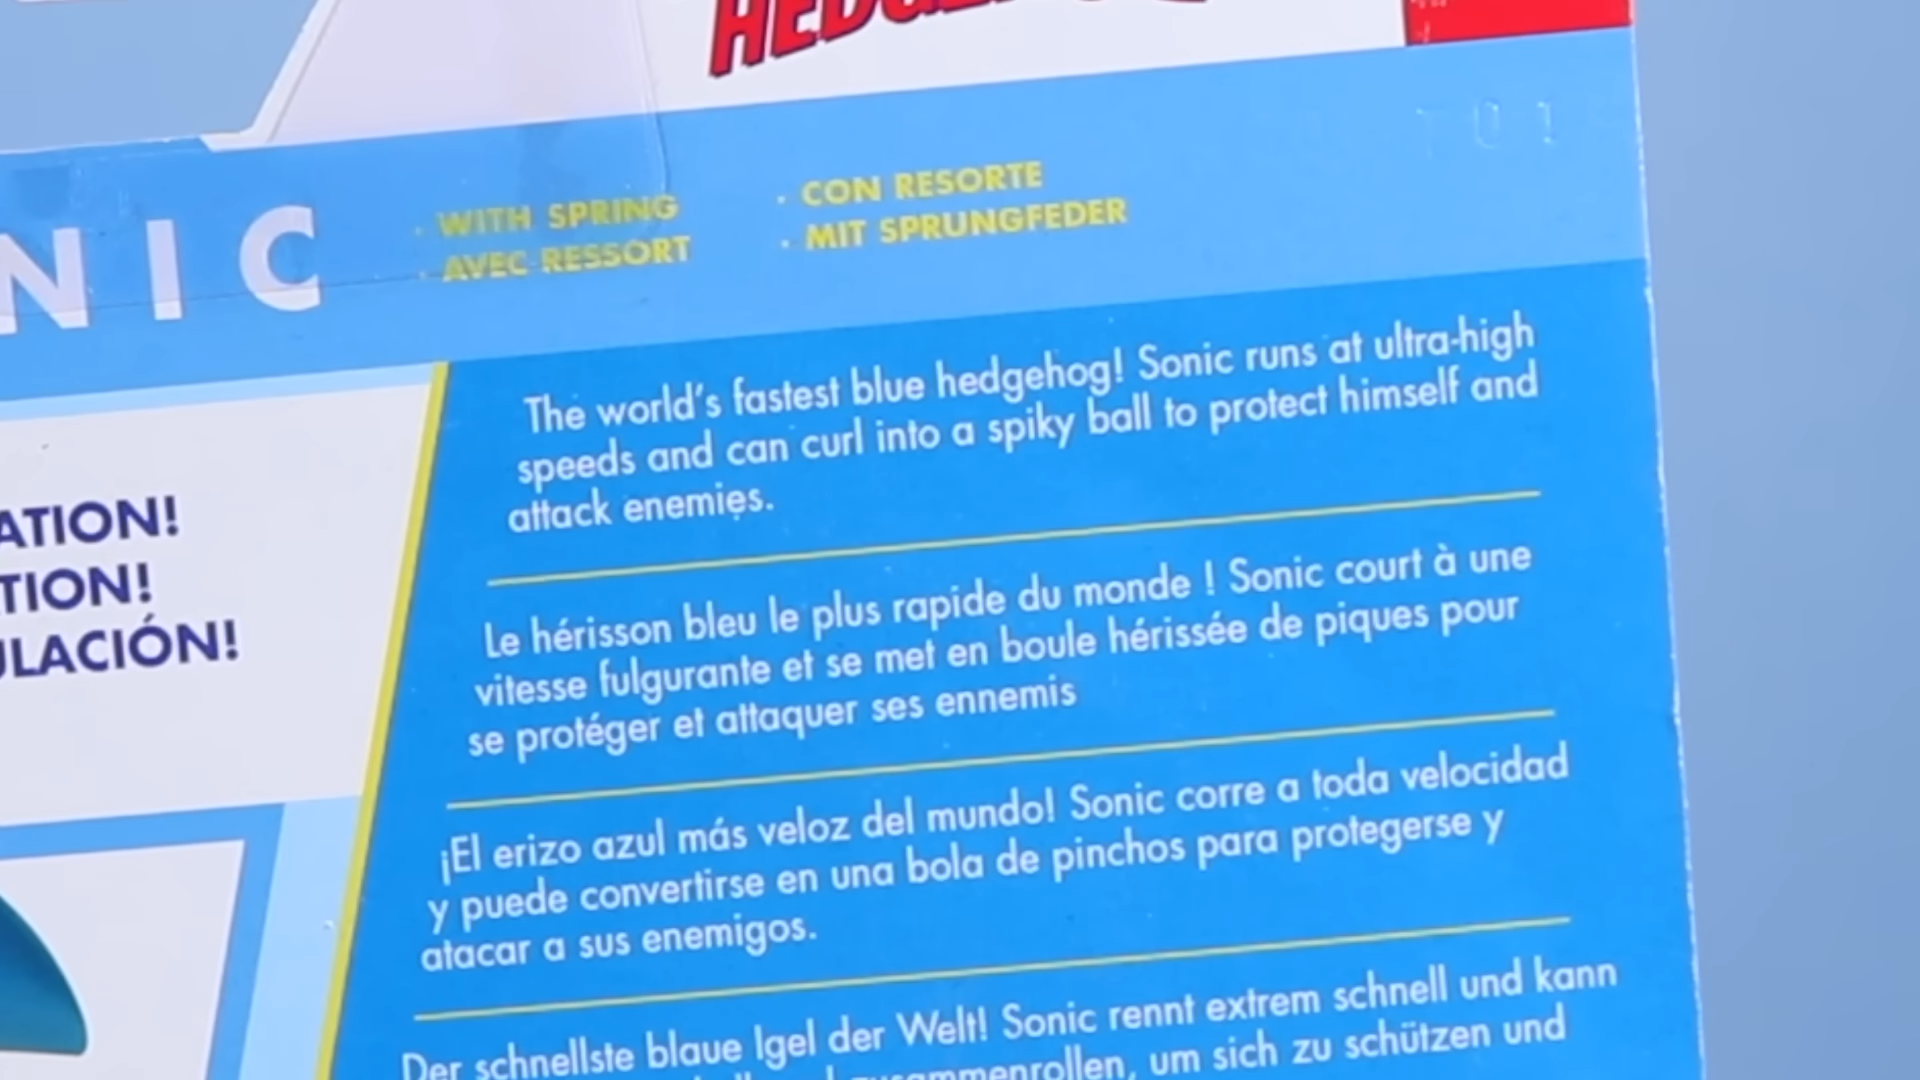 T01
NIC
· WITH SPRING
· AVEC RESSORT
· CON RESORTE
· MIT SPRUNGFEDER
The world's fastest blue hedgehog! Sonic runs at ultra-high
speeds and can curl into a spiky ball to protect himself and
attack enemies.
Le hérisson bleu le plus rapide du monde ! Sonic court à une
vitesse fulgurante et se met en boule hérissée de piques pour
se protéger et attaquer ses ennemis
¡El erizo azul más veloz del mundo! Sonic corre a toda velocidad
y puede convertirse en una bola de pinchos para protegerse y
atacar a sus enemigos.
Der schnellste blaue Igel der Welt! Sonic rennt extrem schnell und kann
zusammenrollen, um sich zu schützen und
ATION!
TION!
ULACIÓN!